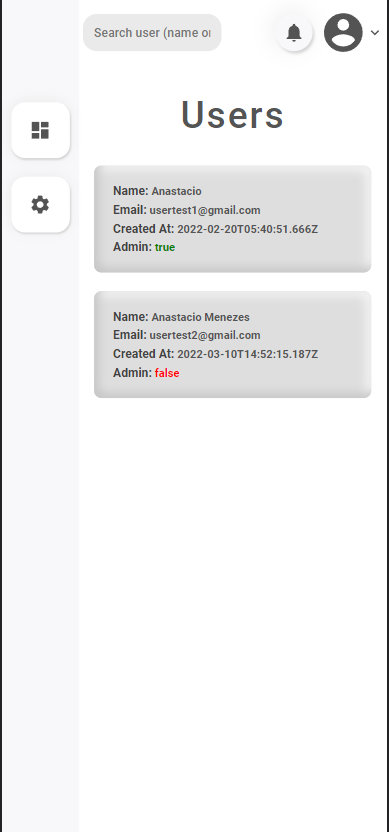 Search user (name or
Users
Name: Anastacio
Email: usertest1@gmail.com
Created At: 2022-02-20T05:40:51.666Z
Admin: true
Name: Anastacio Menezes
Email: usertest2@gmail.com
Created At: 2022-03-10T14:52:15.187Z
Admin: false